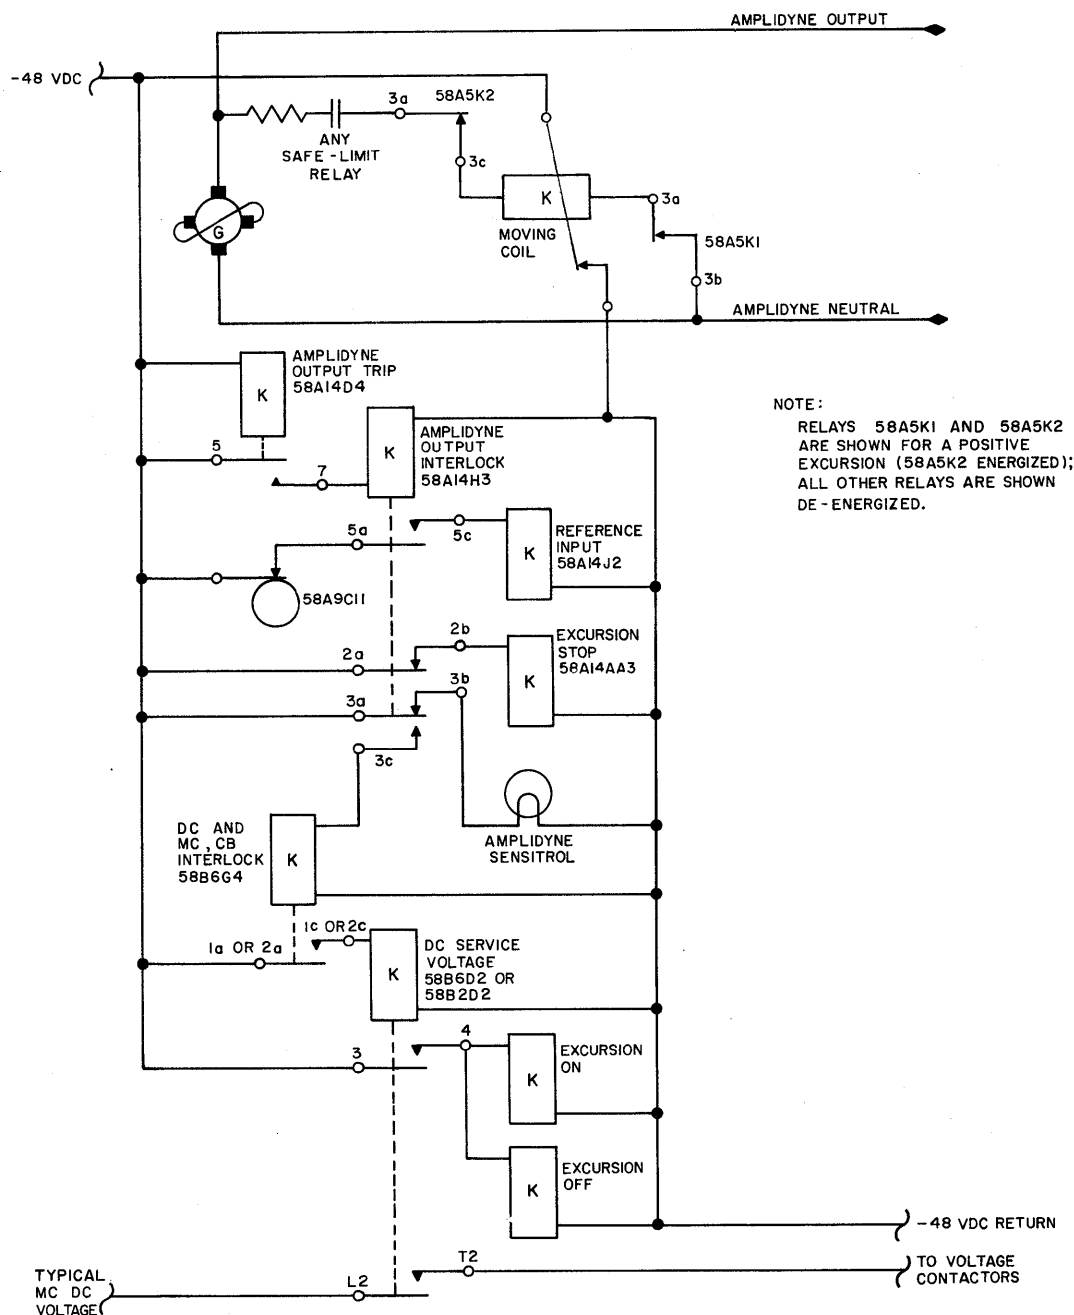 AMPLIDYNE OUTPUT
-48 VDC
3a
58A5K2
ANY
SAFE-LIMIT
RELAY
3c
K
MOVING
COIL
3a
58A5K1
3b
G
AMPLIDYNE NEUTRAL
AMPLIDYNE
OUTPUT TRIP
58A14D4
K
NOTE:
RELAYS 58A5K1 AND 58A5K2
ARE SHOWN FOR A POSITIVE
EXCURSION (58A5K2 ENERGIZED);
ALL OTHER RELAYS ARE SHOWN
DE-ENERGIZED.
5
7
K
AMPLIDYNE
OUTPUT
INTERLOCK
58A14H3
5a
5c
K
REFERENCE
INPUT
58A14J2
58A9C11
2a
2b
K
EXCURSION
STOP
58A14AA3
3a
3b
3c
AMPLIDYNE
SENSITROL
DC AND
MC, CB
INTERLOCK
58B6G4
K
1a OR 2a
1c OR 2c
K
DC SERVICE
VOLTAGE
58B6D2 OR
58B2D2
3
4
K
EXCURSION
ON
K
EXCURSION
OFF
-48 VDC RETURN
TYPICAL
MC DC
VOLTAGE
L2
T2
TO VOLTAGE
CONTACTORS